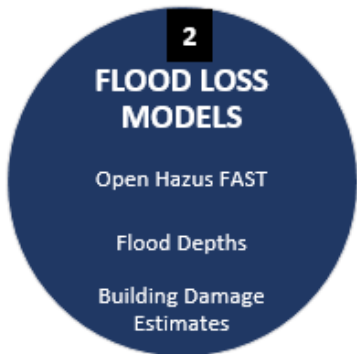 2
FLOOD LOSS
MODELS
Open Hazus FAST
Flood Depths
Building Damage
Estimates